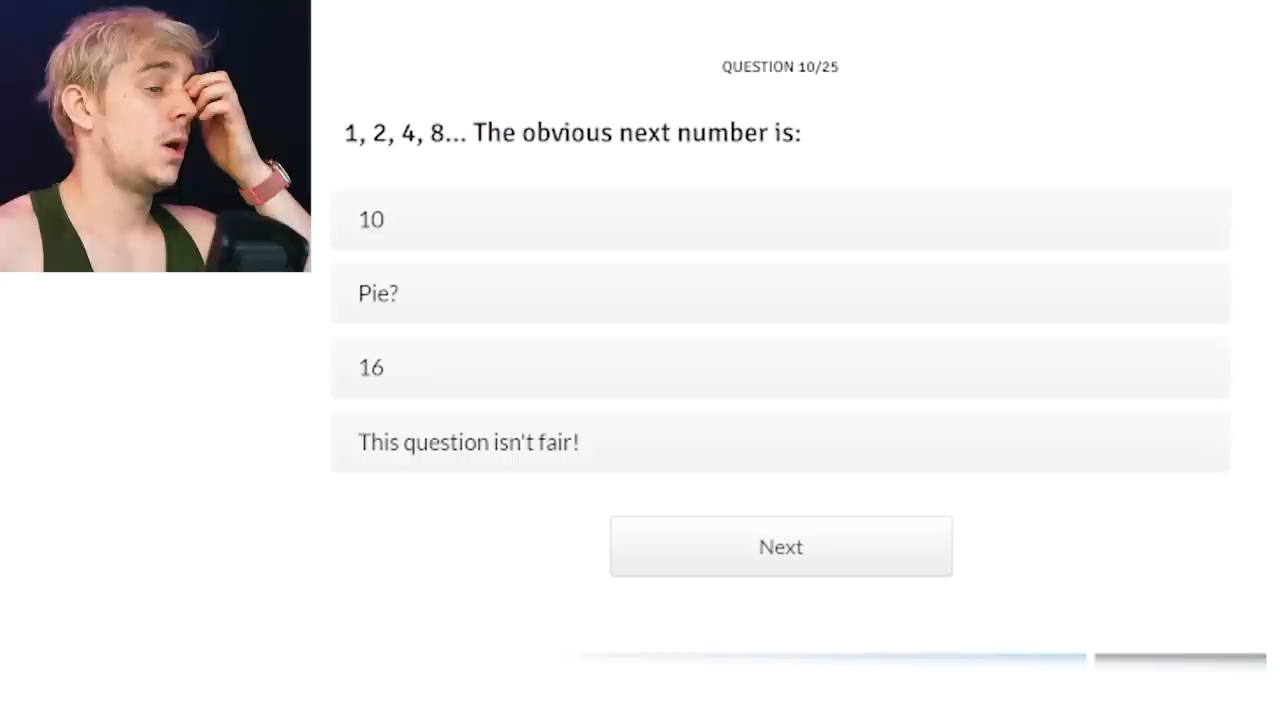 QUESTION 10/25
1, 2, 4, 8... The obvious next number is:
10
Pie?
16
This question isn't fair!
Next